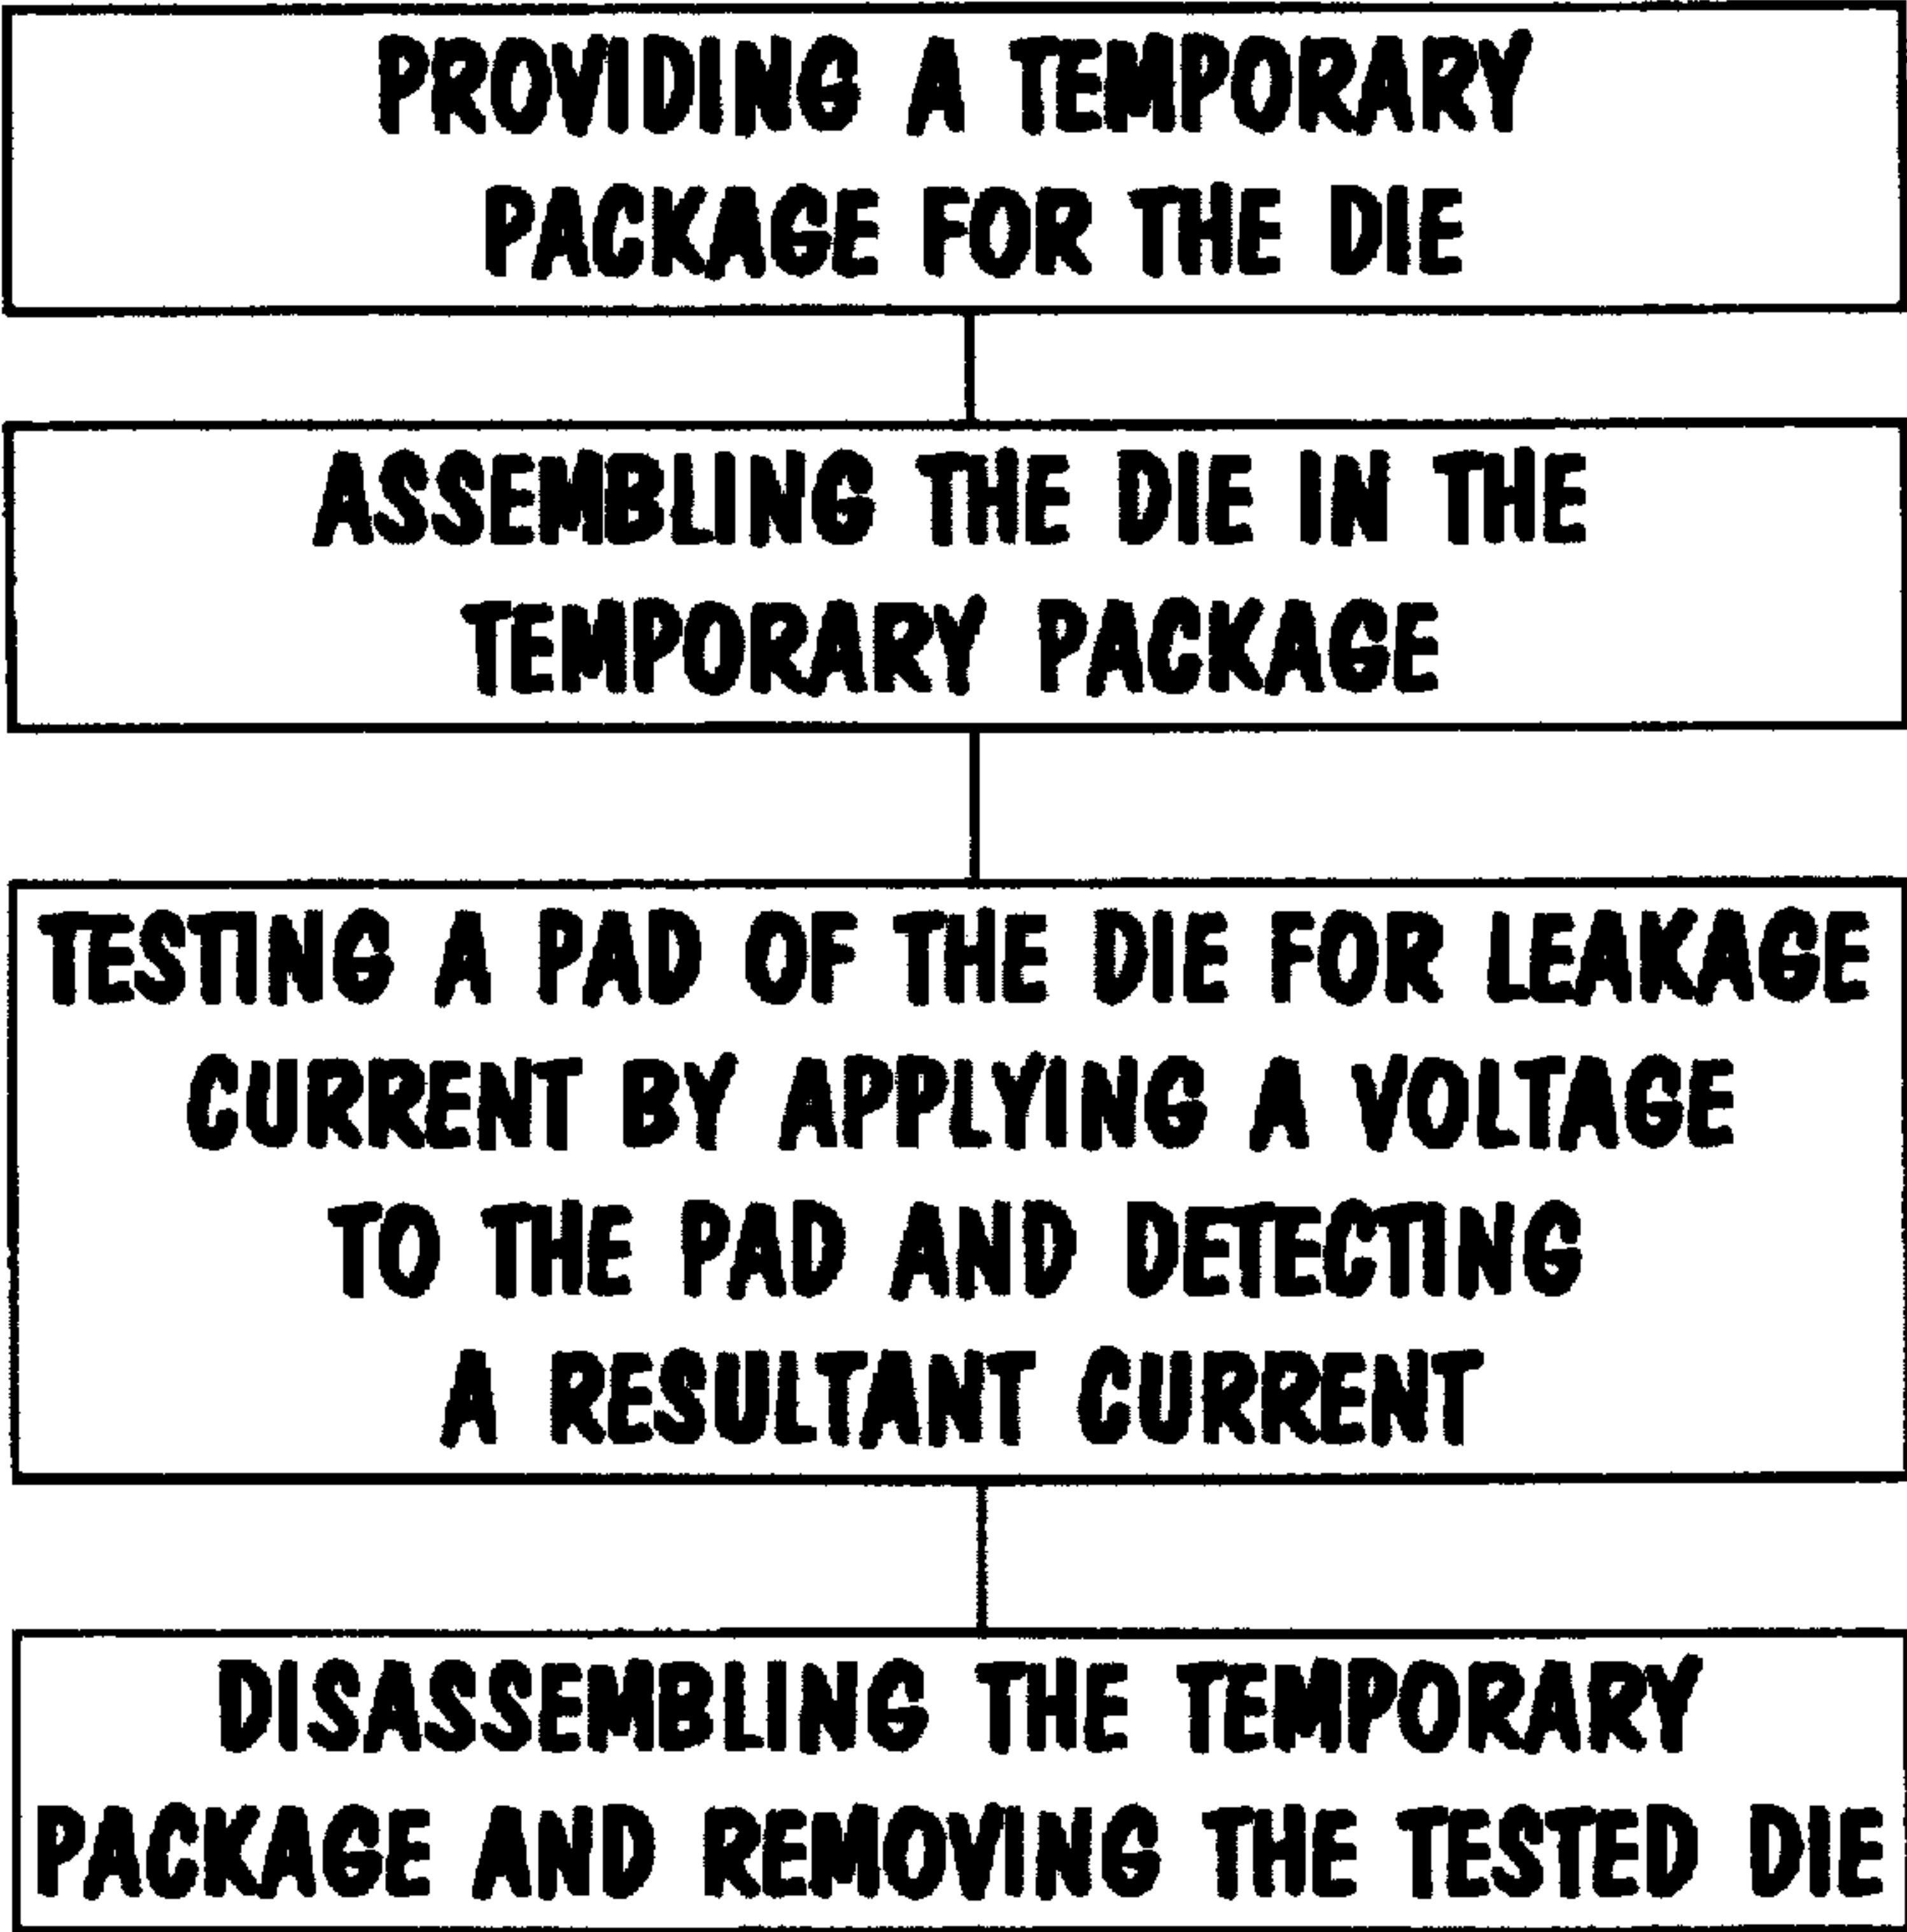 PROVIDING A TEMPORARY
PACKAGE FOR THE DIE
ASSEMBLING THE DIE IN THE
TEMPORARY PACKAGE
TESTING A PAD OF THE DIE FOR LEAKAGE
CURRENT BY APPLYING A VOLTAGE
TO THE PAD AND DETECTING
A RESULTANT CURRENT
DISASSEMBLING THE TEMPORARY
PACKAGE AND REMOVING THE TESTED DIE